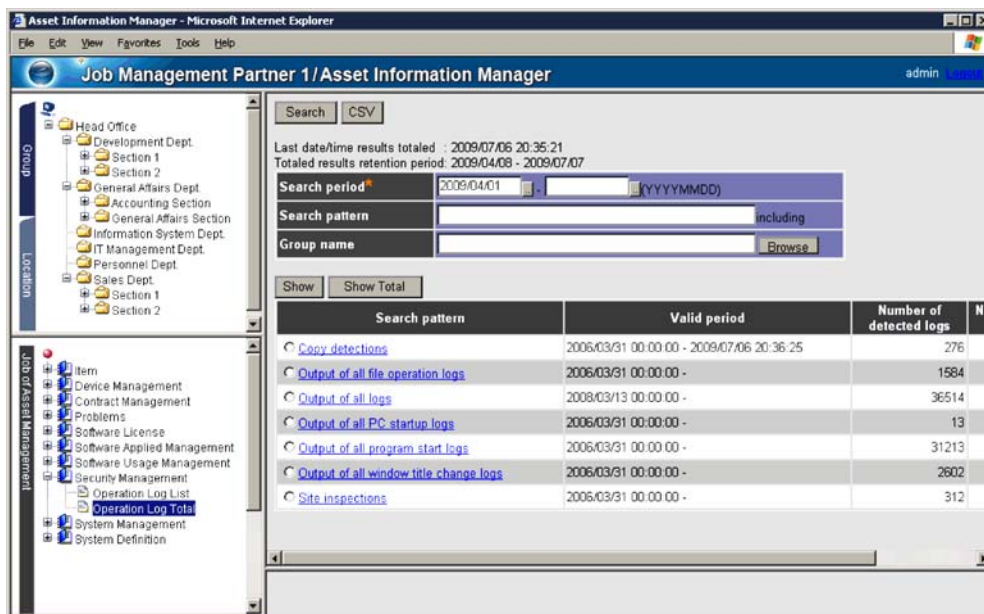 Asset Information Manager - Microsoft Internet Explorer
File Edit View Favorites Tools Help
Job Management Partner 1/Asset Information Manager
admin Logout
Group
Location
Head Office
Development Dept.
Section 1
Section 2
General Affairs Dept.
Accounting Section
General Affairs Section
Information System Dept.
IT Management Dept.
Personnel Dept.
Sales Dept.
Section 1
Section 2
Job of Asset Management
Item
Device Management
Contract Management
Problems
Software License
Software Applied Management
Software Usage Management
Security Management
Operation Log List
Operation Log Total
System Management
System Definition
Search CSV
Last date/time results totaled : 2009/07/06 20:35:21
Totaled results retention period: 2009/04/08 - 2009/07/07
Search period* 2009/04/01 ... - ... (YYYYMMDD)
Search pattern including
Group name Browse
Show Show Total
Search pattern Valid period Number of detected logs N
Copy detections 2006/03/31 00:00:00 - 2009/07/06 20:36:25 276
Output of all file operation logs 2006/03/31 00:00:00 - 1584
Output of all logs 2008/03/13 00:00:00 - 36514
Output of all PC startup logs 2006/03/31 00:00:00 - 13
Output of all program start logs 2006/03/31 00:00:00 - 31213
Output of all window title change logs 2006/03/31 00:00:00 - 2602
Site inspections 2006/03/31 00:00:00 - 312